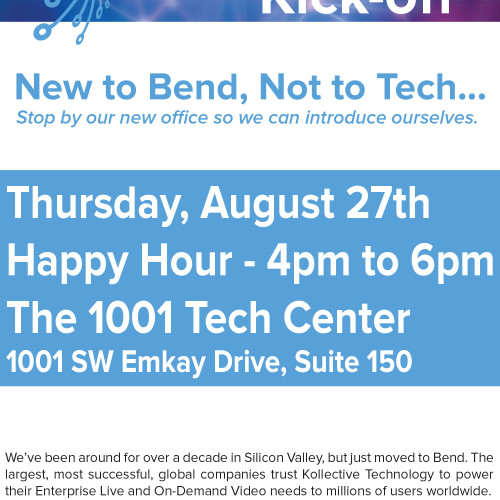 Kick-off
New to Bend, Not to Tech...
Stop by our new office so we can introduce ourselves.
Thursday, August 27th
Happy Hour - 4pm to 6pm
The 1001 Tech Center
1001 SW Emkay Drive, Suite 150
We've been around for over a decade in Silicon Valley, but just moved to Bend. The
largest, most successful, global companies trust Kollective Technology to power
their Enterprise Live and On-Demand Video needs to millions of users worldwide.